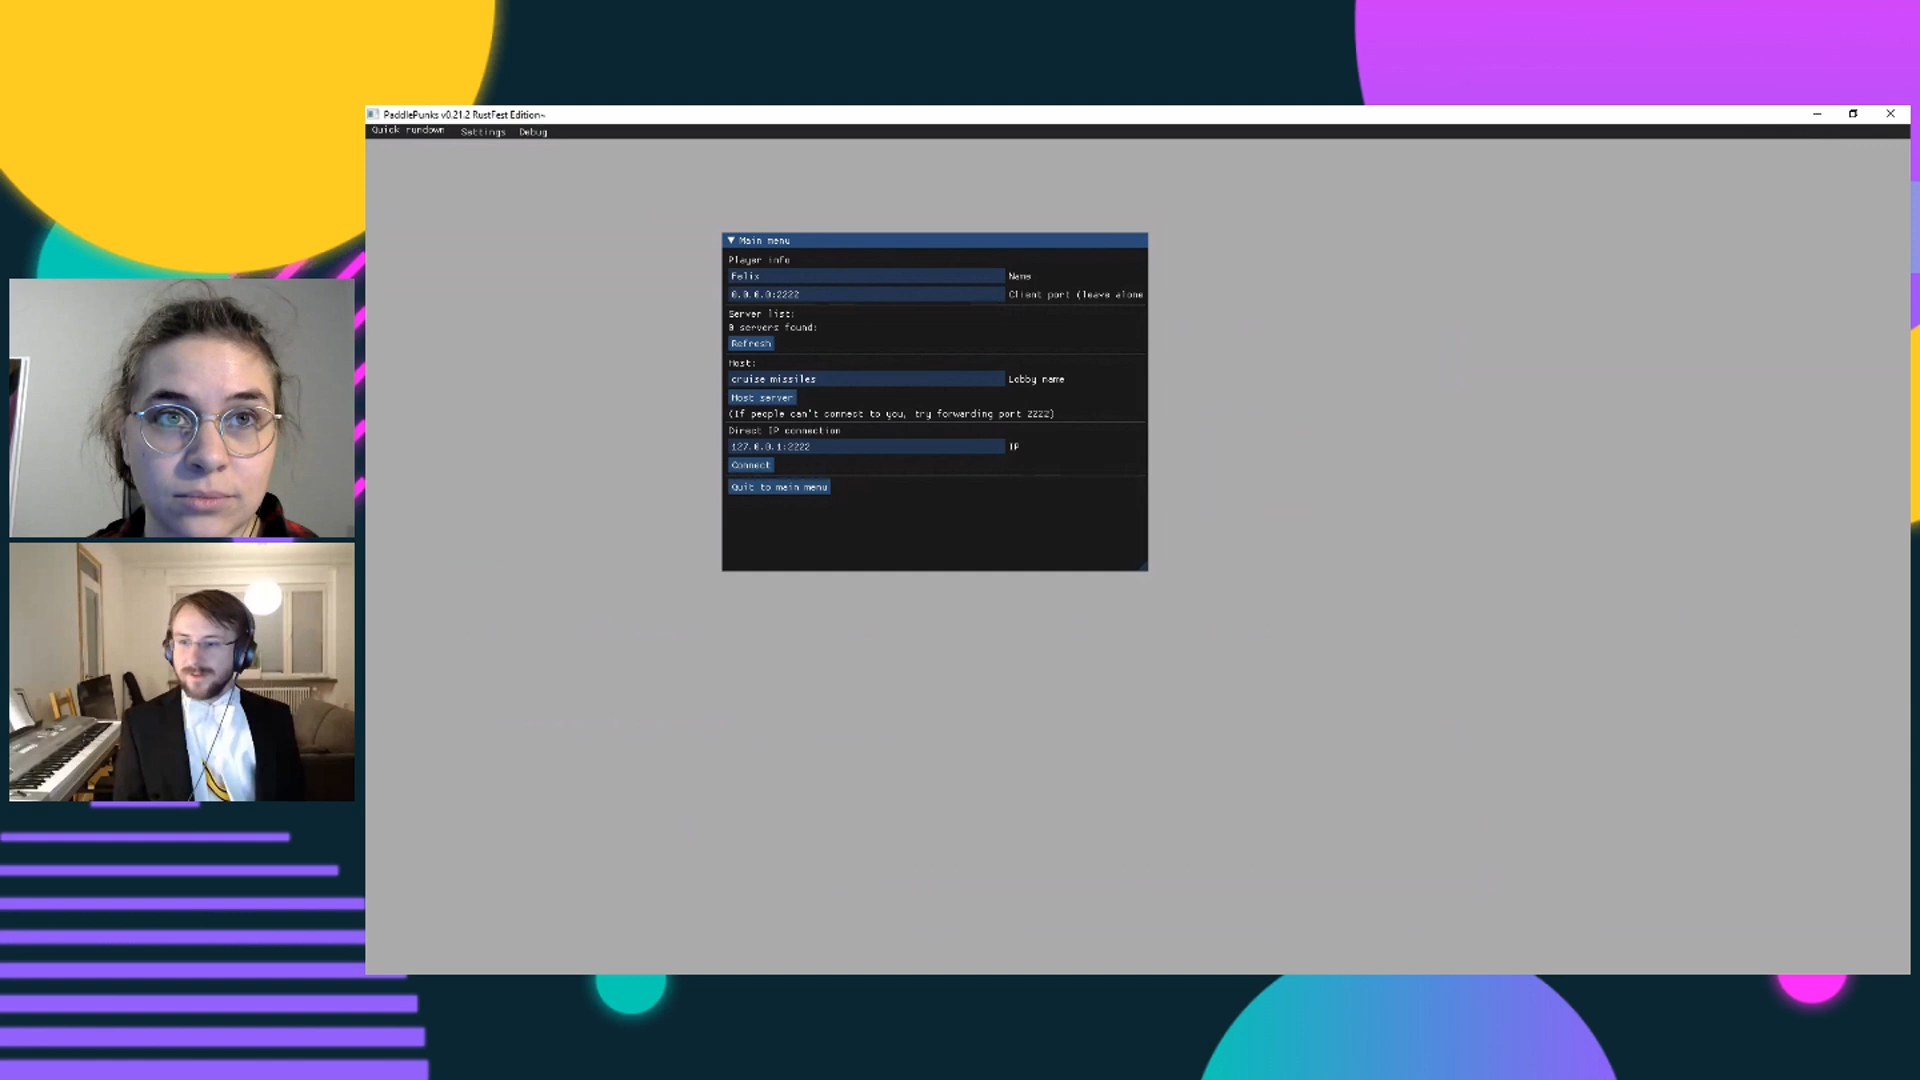 PaddlePunks v0.21.2 RustFest Edition~
Quick rundown Settings Debug
Main menu
Player info
Felix Name
0.0.0.0:2222 Client port (leave alone
Server list:
0 servers found:
Refresh
Host:
cruise missiles Lobby name
Host server
(If people can't connect to you, try forwarding port 2222)
Direct IP connection
127.0.0.1:2222 IP
Connect
Quit to main menu